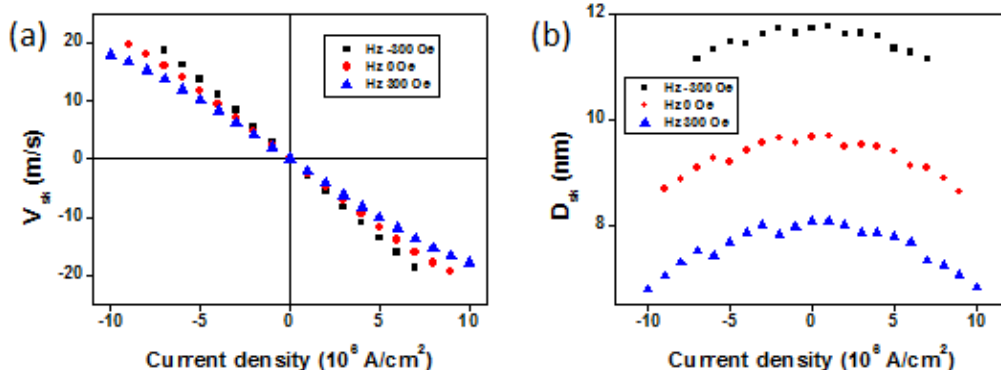 (a)
20
10
0
-10
-20
V_sk (m/s)
Hz -300 Oe
Hz 0 Oe
Hz 300 Oe
-10 -5 0 5 10
Current density (10^6 A/cm^2)
(b)
12
10
8
D_sk (nm)
Hz -300 Oe
Hz 0 Oe
Hz 300 Oe
-10 -5 0 5 10
Current density (10^6 A/cm^2)